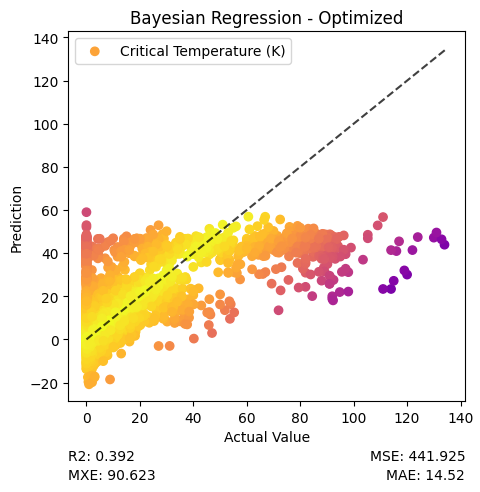 Bayesian Regression - Optimized
Critical Temperature (K)
140
120
100
80
60
40
20
0
−20
Prediction
0 20 40 60 80 100 120 140
Actual Value
R2: 0.392 MSE: 441.925
MXE: 90.623 MAE: 14.52